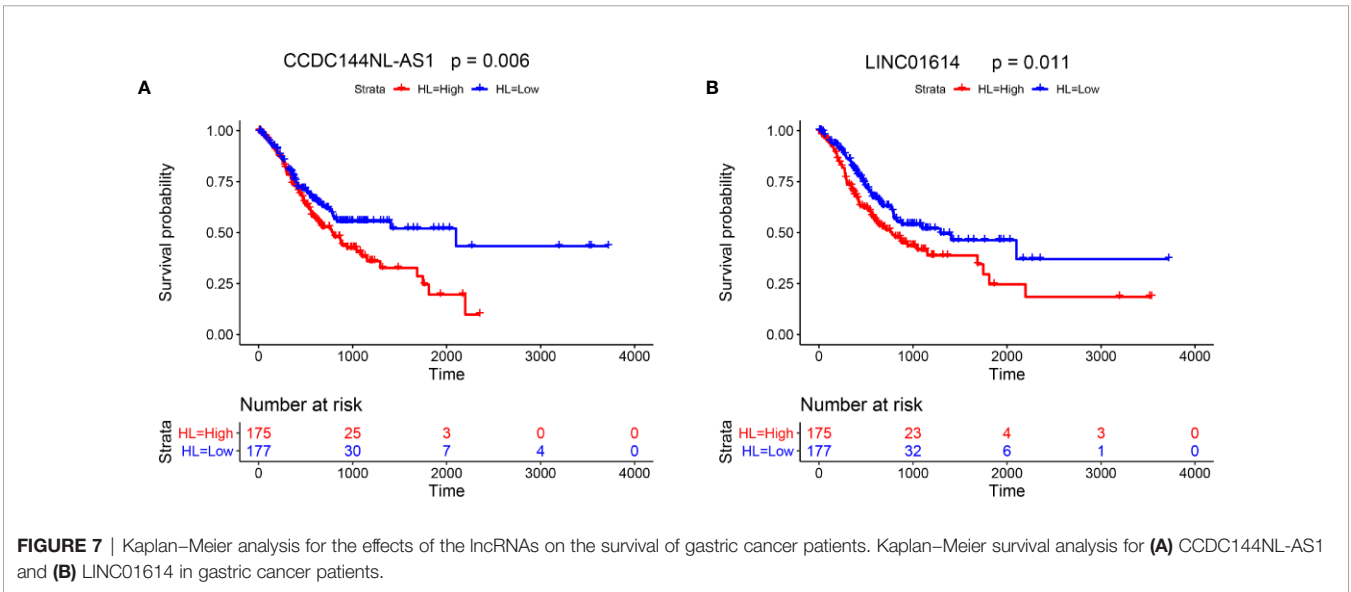 CCDC144NL-AS1 p = 0.006
A
Strata HL=High HL=Low
Survival probability
1.00
0.75
0.50
0.25
0.00
0 1000 2000 3000 4000
Time
Number at risk
Strata
HL=High 175 25 3 0 0
HL=Low 177 30 7 4 0
0 1000 2000 3000 4000
Time
LINC01614 p = 0.011
B
Strata HL=High HL=Low
Survival probability
1.00
0.75
0.50
0.25
0.00
0 1000 2000 3000 4000
Time
Number at risk
Strata
HL=High 175 23 4 3 0
HL=Low 177 32 6 1 0
0 1000 2000 3000 4000
Time
FIGURE 7 | Kaplan–Meier analysis for the effects of the lncRNAs on the survival of gastric cancer patients. Kaplan–Meier survival analysis for (A) CCDC144NL-AS1
and (B) LINC01614 in gastric cancer patients.